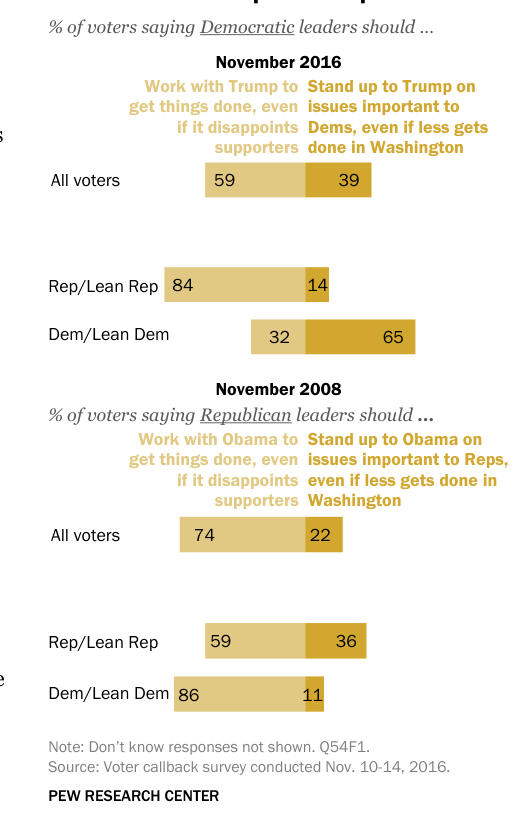 % of voters saying Democratic leaders should ...
November 2016
Work with Trump to get things done, even if it disappoints supporters
Stand up to Trump on issues important to Dems, even if less gets done in Washington
All voters 59 39
Rep/Lean Rep 84 14
Dem/Lean Dem 32 65
November 2008
% of voters saying Republican leaders should ...
Work with Obama to get things done, even if it disappoints supporters
Stand up to Obama on issues important to Reps, even if less gets done in Washington
All voters 74 22
Rep/Lean Rep 59 36
Dem/Lean Dem 86 11
Note: Don't know responses not shown. Q54F1.
Source: Voter callback survey conducted Nov. 10-14, 2016.
PEW RESEARCH CENTER